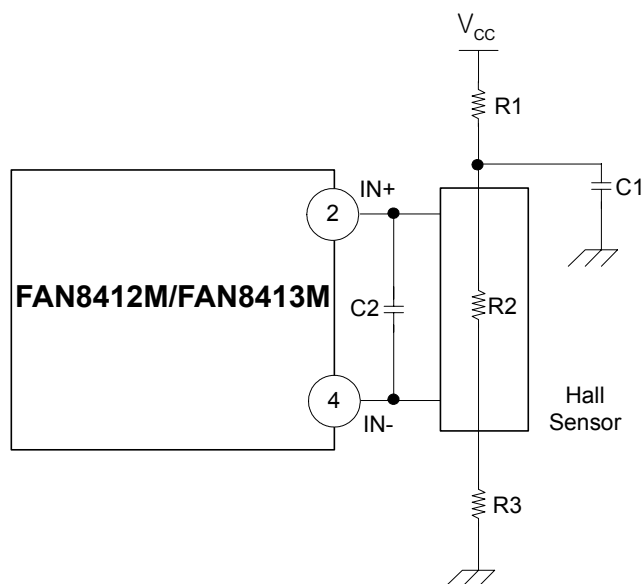 VCC
R1
C1
IN+
2
FAN8412M/FAN8413M
C2
R2
4
IN-
Hall
Sensor
R3